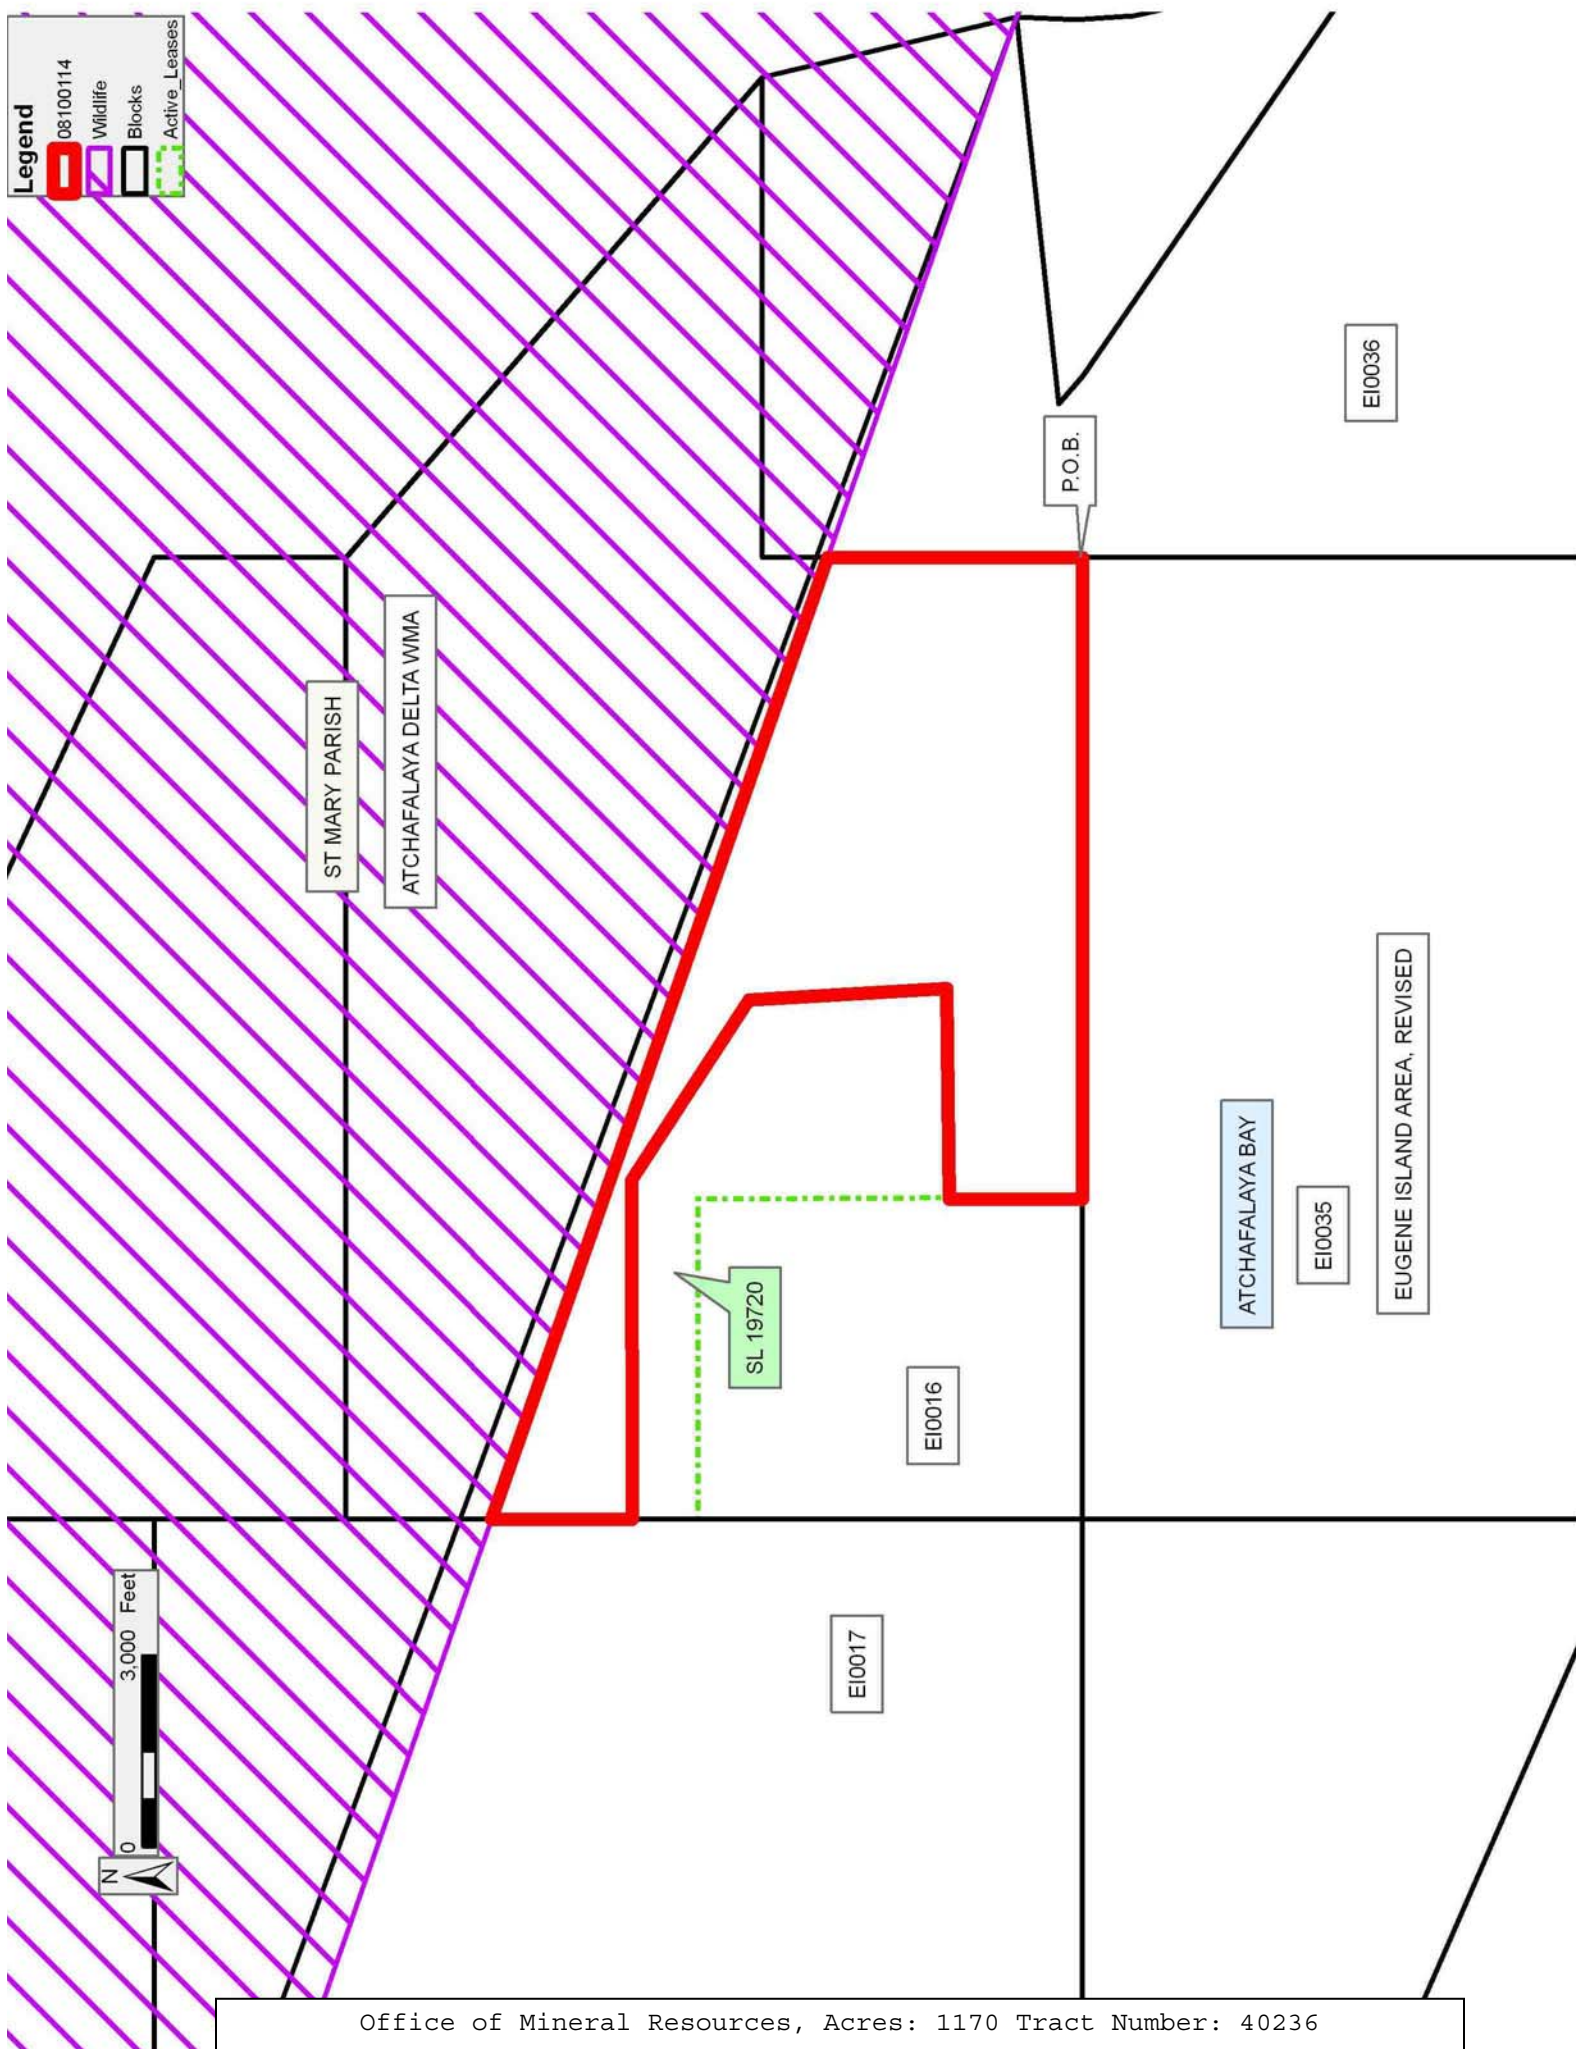 Legend
08100114
Wildlife
Blocks
Active_Leases
N
0 3,000 Feet
ST MARY PARISH
ATCHAFALAYA DELTA WMA
SL 19720
P.O.B.
EI0017
EI0016
EI0036
ATCHAFALAYA BAY
EI0035
EUGENE ISLAND AREA, REVISED
Office of Mineral Resources, Acres: 1170 Tract Number: 40236